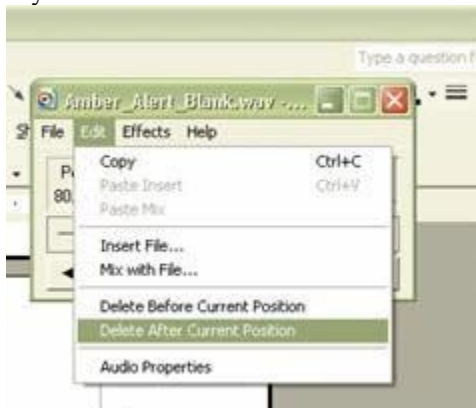 Type a question f
Amber_Alert_Blank.wav -...
File Edit Effects Help
Copy Ctrl+C
Paste Insert Ctrl+V
Paste Mix
80.
Insert File...
Mix with File...
Delete Before Current Position
Delete After Current Position
Audio Properties